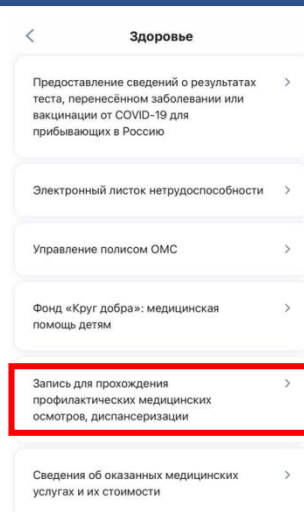 Здоровье
Предоставление сведений о результатах
теста, перенесённом заболевании или
вакцинации от COVID-19 для
прибывающих в Россию
Электронный листок нетрудоспособности
Управление полисом ОМС
Фонд «Круг добра»: медицинская
помощь детям
Запись для прохождения
профилактических медицинских
осмотров, диспансеризации
Сведения об оказанных медицинских
услугах и их стоимости